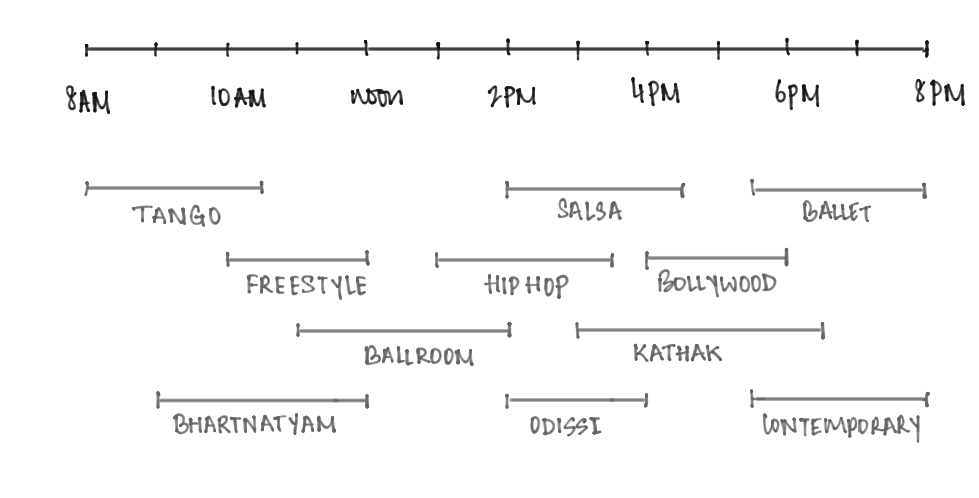 8AM 10AM noon 2PM 4PM 6PM 8PM
TANGO SALSA BALLET
FREESTYLE HIP HOP BOLLYWOOD
BALLROOM KATHAK
BHARTNATYAM ODISSI CONTEMPORARY